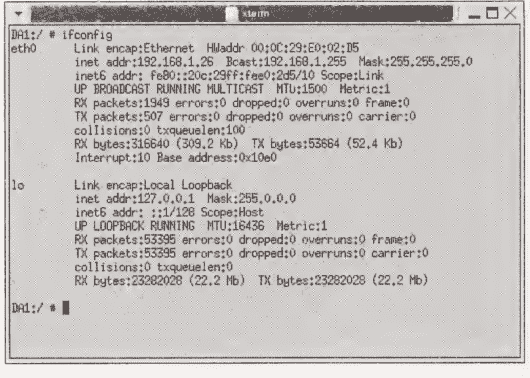 xterm
DA1:/ # ifconfig
eth0 Link encap:Ethernet HWaddr 00:0C:29:E0:02:D5
inet addr:192.168.1.26 Bcast:192.168.1.255 Mask:255.255.255.0
inet6 addr: fe80::20c:29ff:fee0:2d5/10 Scope:Link
UP BROADCAST RUNNING MULTICAST MTU:1500 Metric:1
RX packets:1949 errors:0 dropped:0 overruns:0 frame:0
TX packets:507 errors:0 dropped:0 overruns:0 carrier:0
collisions:0 txqueuelen:100
RX bytes:316640 (309.2 Kb) TX bytes:53664 (52.4 Kb)
Interrupt:10 Base address:0x10e0
lo Link encap:Local Loopback
inet addr:127.0.0.1 Mask:255.0.0.0
inet6 addr: ::1/128 Scope:Host
UP LOOPBACK RUNNING MTU:16436 Metric:1
RX packets:53395 errors:0 dropped:0 overruns:0 frame:0
TX packets:53395 errors:0 dropped:0 overruns:0 carrier:0
collisions:0 txqueuelen:0
RX bytes:23282028 (22.2 Mb) TX bytes:23282028 (22.2 Mb)
DA1:/ #